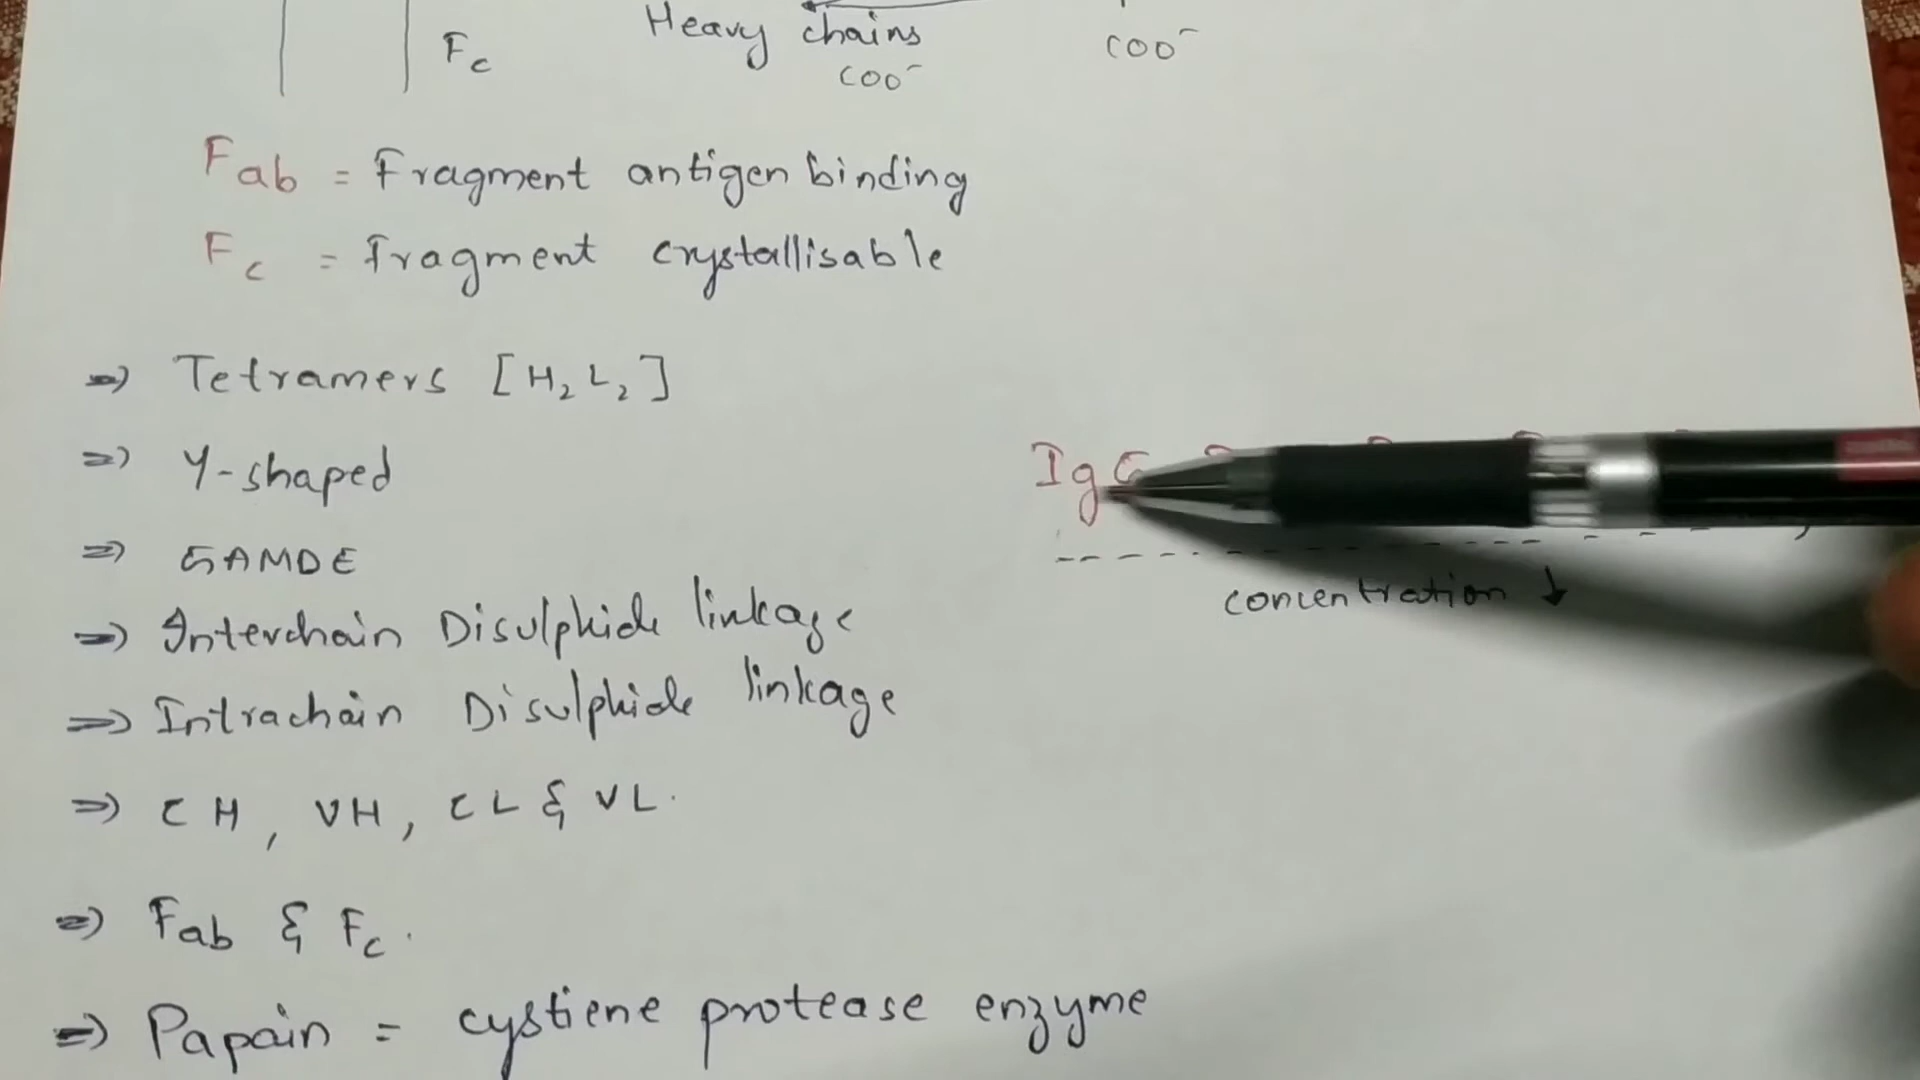 Heavy chains
Fc
COO⁻
COO⁻
Fab = Fragment antigen binding
Fc = Fragment crystallisable
⇒ Tetramers [H₂L₂]
⇒ Y-shaped
IgG
⇒ GAMDE
concentration ↓
⇒ Interchain Disulphide linkage
⇒ Intrachain Disulphide linkage
⇒ CH, VH, CL & VL.
⇒ Fab & Fc.
⇒ Papain = cystiene protease enzyme